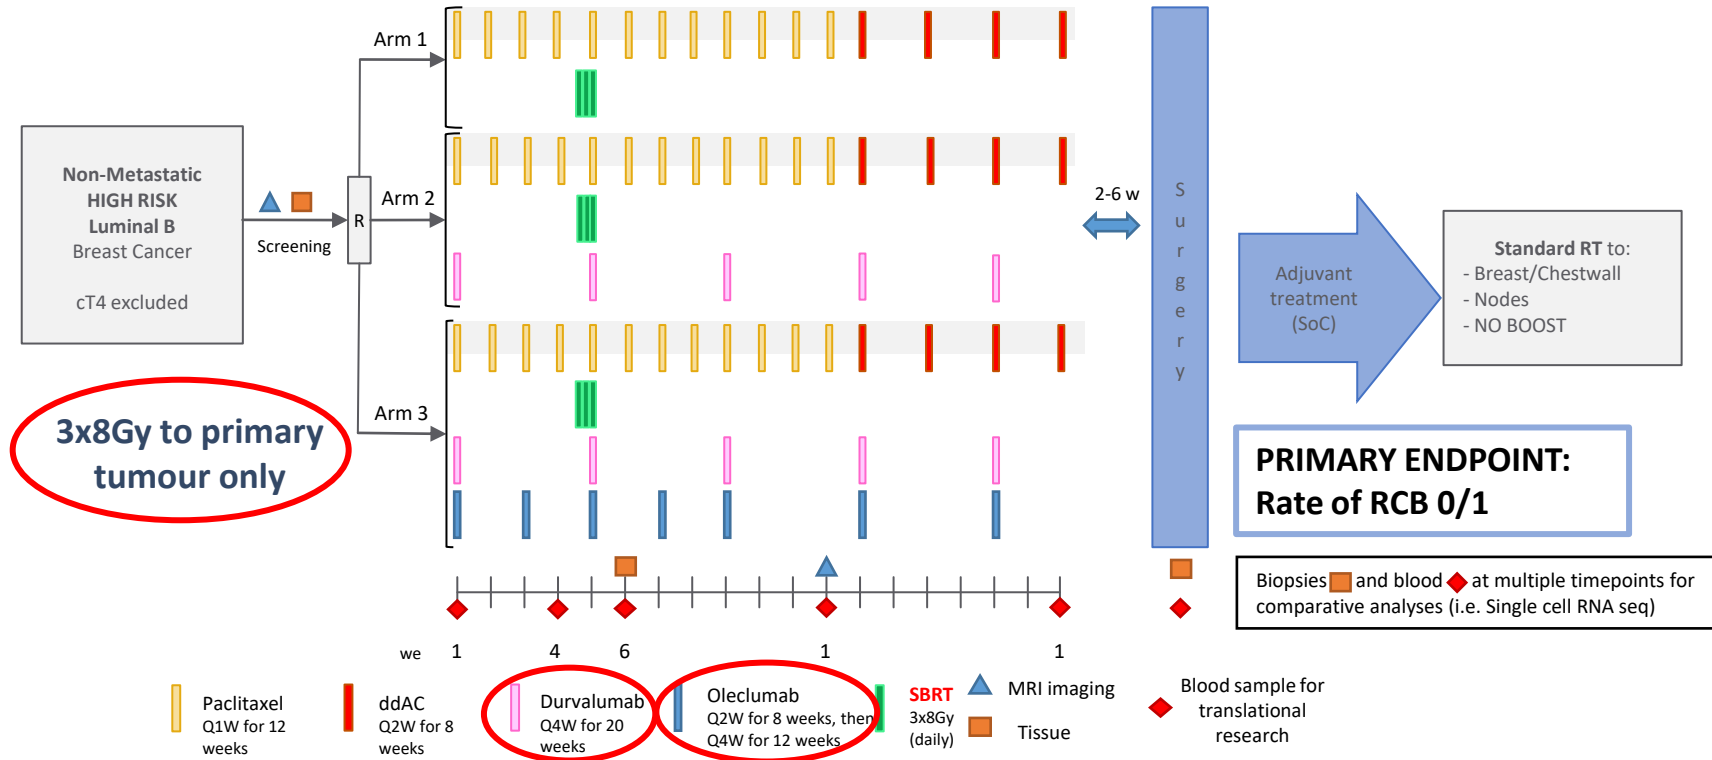 Non-Metastatic
HIGH RISK
Luminal B
Breast Cancer
cT4 excluded
Screening
R
Arm 1
Arm 2
Arm 3
3x8Gy to primary
tumour only
2-6 w
S
u
r
g
e
r
y
Adjuvant
treatment
(SoC)
Standard RT to:
- Breast/Chestwall
- Nodes
- NO BOOST
PRIMARY ENDPOINT:
Rate of RCB 0/1
Biopsies and blood at multiple timepoints for
comparative analyses (i.e. Single cell RNA seq)
we 1 4 6 1 1
Paclitaxel
Q1W for 12
weeks
ddAC
Q2W for 8
weeks
Durvalumab
Q4W for 20
weeks
Oleclumab
Q2W for 8 weeks, then
Q4W for 12 weeks
SBRT
3x8Gy
(daily)
MRI imaging
Tissue
Blood sample for
translational
research